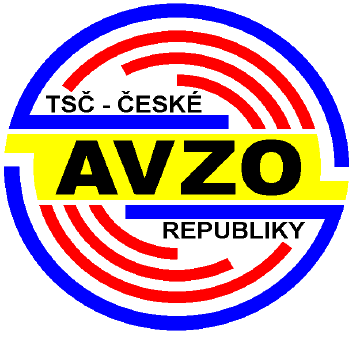 TSČ - ČESKÉ
AVZO
REPUBLIKY